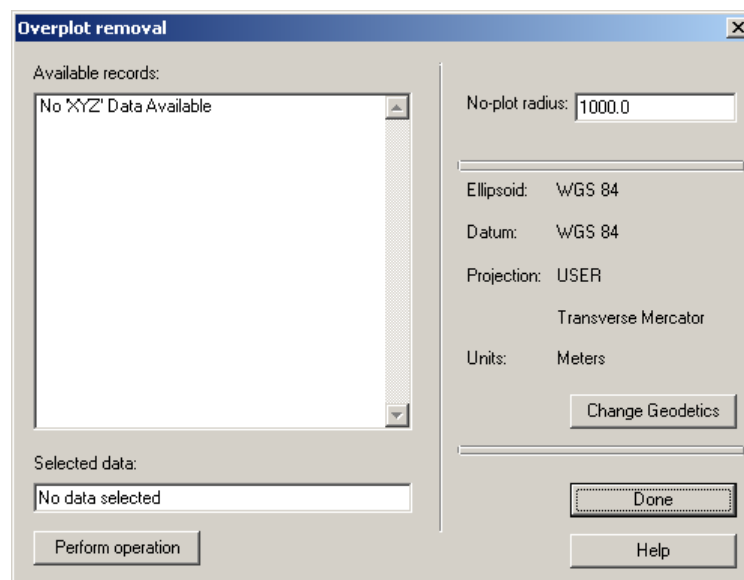 Overplot removal
Available records:
No 'XYZ' Data Available
Selected data:
No data selected
Perform operation
No-plot radius: 1000.0
Ellipsoid: WGS 84
Datum: WGS 84
Projection: USER
Transverse Mercator
Units: Meters
Change Geodetics
Done
Help